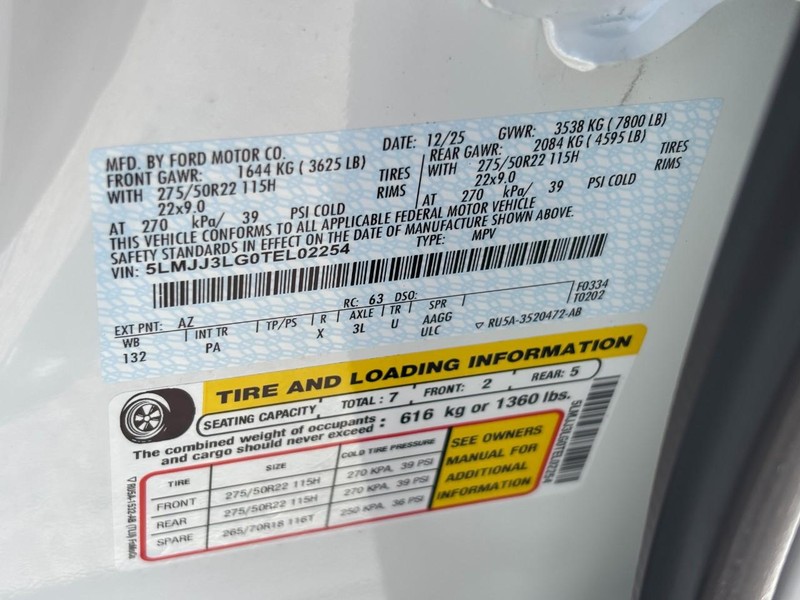 MFD. BY FORD MOTOR CO.
DATE: 12/25 GVWR: 3538 KG ( 7800 LB)
FRONT GAWR: 1644 KG ( 3625 LB) REAR GAWR: 2084 KG ( 4595 LB)
WITH 275/50R22 115H TIRES WITH 275/50R22 115H TIRES
22x9.0 RIMS 22x9.0 RIMS
AT 270 kPa/ 39 PSI COLD AT 270 kPa/ 39 PSI COLD
THIS VEHICLE CONFORMS TO ALL APPLICABLE FEDERAL MOTOR VEHICLE
SAFETY STANDARDS IN EFFECT ON THE DATE OF MANUFACTURE SHOWN ABOVE.
VIN: 5LMJJ3LG0TEL02254 TYPE: MPV
F0334
EXT PNT: AZ RC: 63 DSO: T0202
WB INT TR TP/PS R AXLE TR SPR
132 PA X 3L U AAGG
ULC
RU5A-3520472-AB
TIRE AND LOADING INFORMATION
SEATING CAPACITY TOTAL: 7 FRONT: 2 REAR: 5
The combined weight of occupants
and cargo should never exceed : 616 kg or 1360 lbs.
TIRE SIZE COLD TIRE PRESSURE
FRONT 275/50R22 115H 270 KPA, 39 PSI
REAR 275/50R22 115H 270 KPA, 39 PSI
SPARE 265/70R18 116T 250 KPA, 36 PSI
SEE OWNERS
MANUAL FOR
ADDITIONAL
INFORMATION
5LMJJ3LG0TEL02254